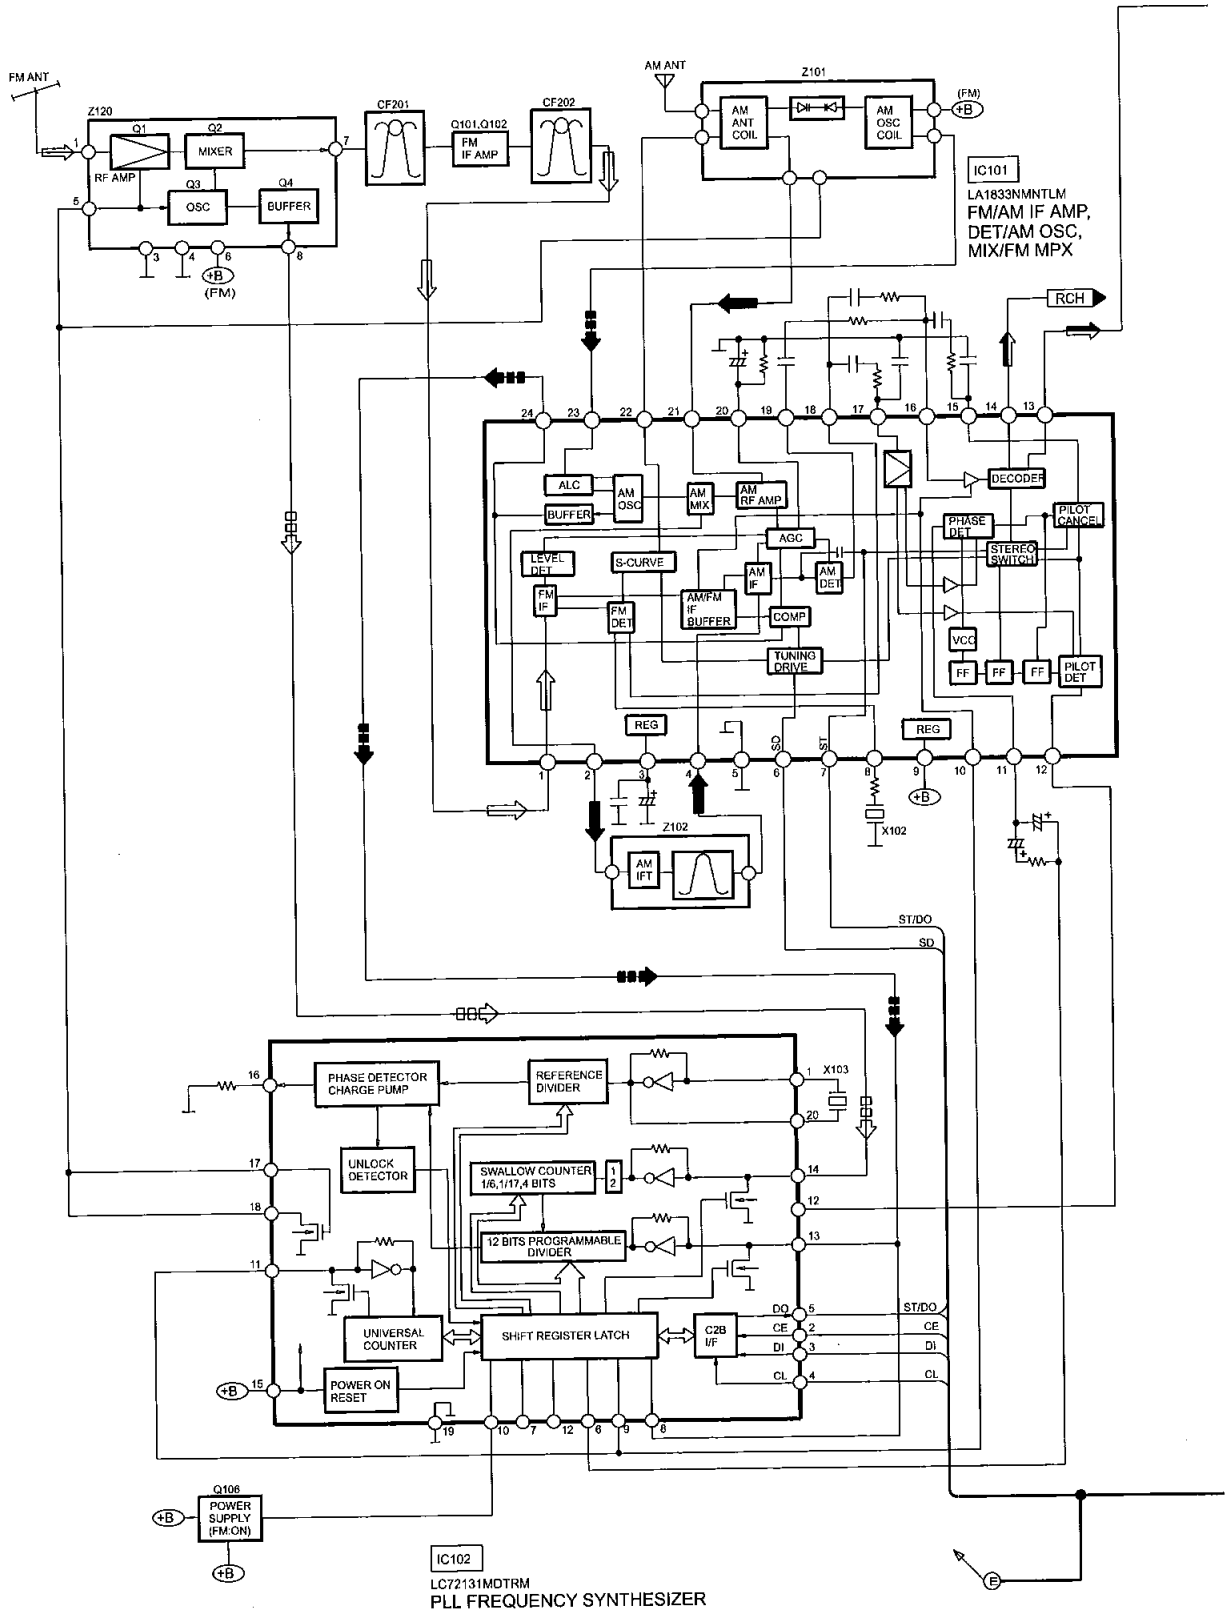 FM ANT
Z120
Q1
Q2
MIXER
RF AMP
Q3
OSC
Q4
BUFFER
1
5
7
3
4
6
8
+B
(FM)
CF201
Q101,Q102
FM
IF AMP
CF202
AM ANT
Z101
AM
ANT
COIL
AM
OSC
COIL
(FM)
+B
IC101
LA1833NMNTLM
FM/AM IF AMP,
DET/AM OSC,
MIX/FM MPX
RCH
24
23
22
21
20
19
18
17
16
15
14
13
ALC
BUFFER
AM
OSC
AM
MIX
AM
RF AMP
DECODER
AGC
PHASE
DET
PILOT
CANCEL
STEREO
SWITCH
LEVEL
DET
S-CURVE
FM
IF
FM
DET
AM/FM
IF
BUFFER
AM
IF
AM
DET
COMP
TUNING
DRIVE
VCO
FF
FF
FF
PILOT
DET
REG
REG
SD
ST
1
2
3
4
5
6
7
8
9
10
11
12
+B
X102
Z102
AM
IFT
ST/DO
SD
16
PHASE DETECTOR
CHARGE PUMP
REFERENCE
DIVIDER
1
X103
20
17
UNLOCK
DETECTOR
SWALLOW COUNTER
1/6,1/17,4 BITS
1
2
14
12
18
12 BITS PROGRAMMABLE
DIVIDER
13
11
UNIVERSAL
COUNTER
SHIFT REGISTER LATCH
C2B
I/F
DO
5
ST/DO
CE
2
CE
DI
3
DI
CL
4
CL
+B
15
POWER ON
RESET
19
10
7
12
6
9
8
Q106
+B
POWER
SUPPLY
(FM:ON)
+B
IC102
LC72131MDTRM
PLL FREQUENCY SYNTHESIZER
E